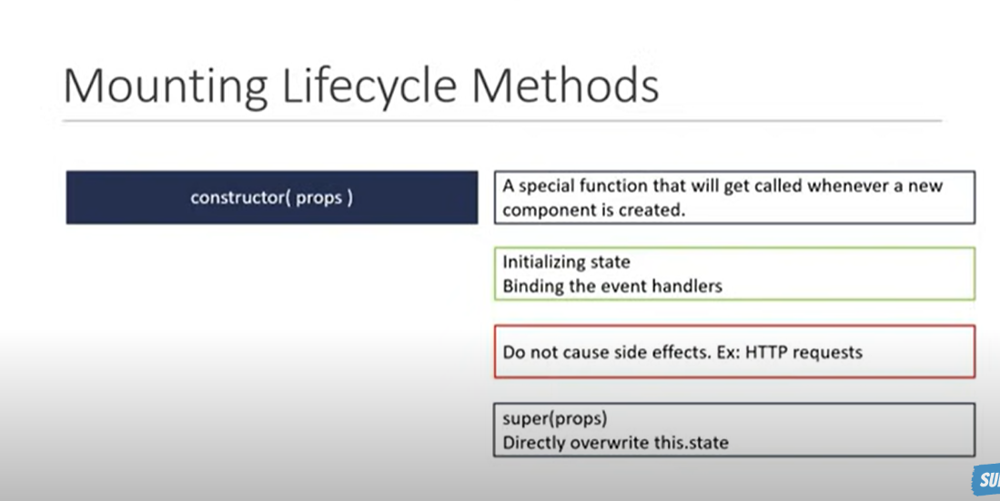 Mounting Lifecycle Methods
constructor( props )
A special function that will get called whenever a new
component is created.
Initializing state
Binding the event handlers
Do not cause side effects. Ex: HTTP requests
super(props)
Directly overwrite this.state